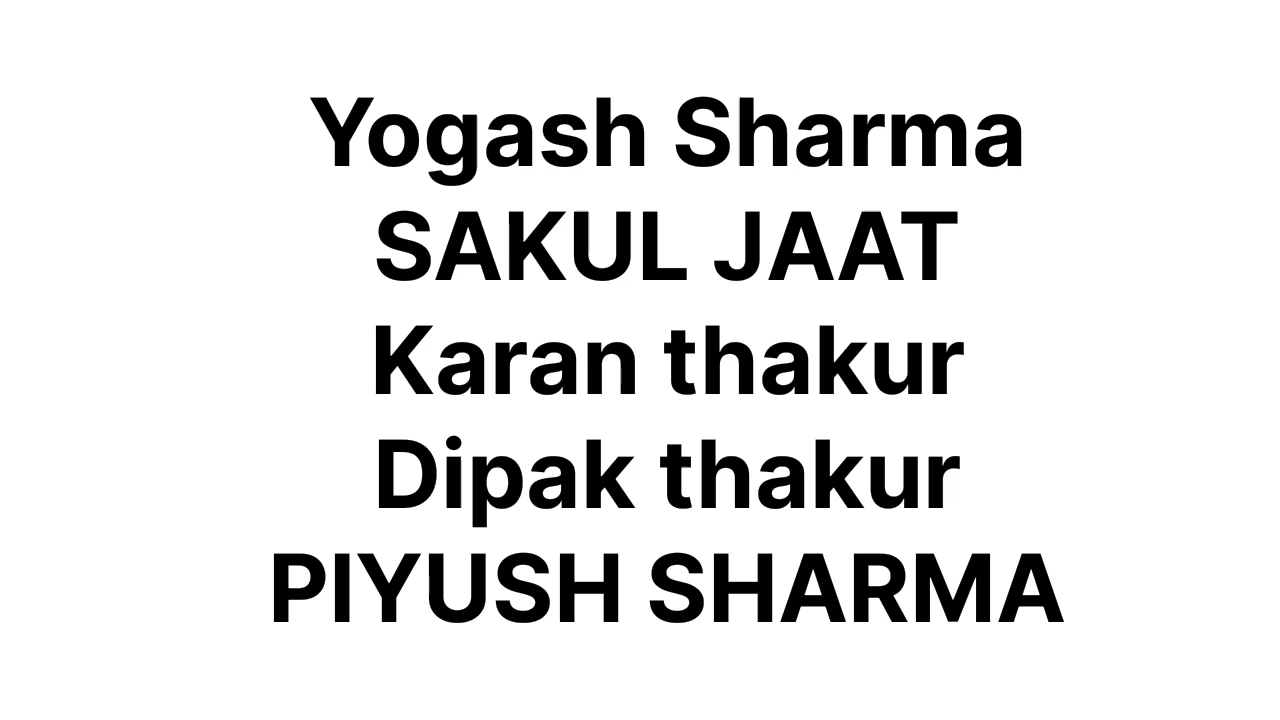 Yogash Sharma
SAKUL JAAT
Karan thakur
Dipak thakur
PIYUSH SHARMA